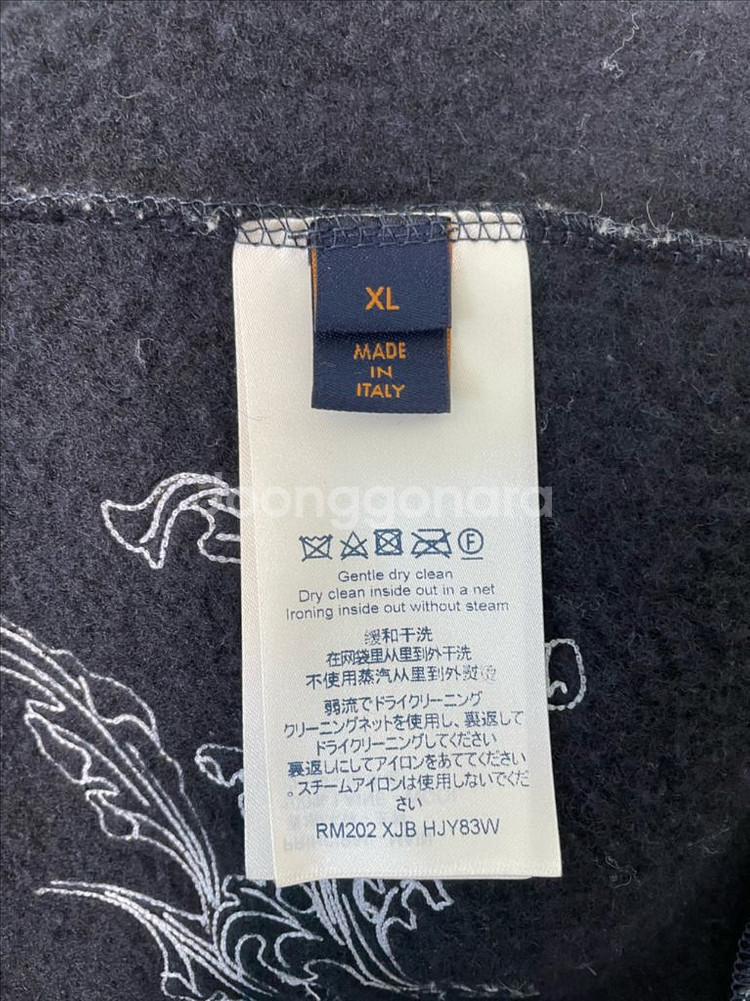 XL
MADE
IN
ITALY
joonggonara
F
Gentle dry clean
Dry clean inside out in a net
Ironing inside out without steam
缓和干洗
在网袋里从里到外干洗
不使用蒸汽从里到外熨烫
弱流でドライクリーニング
クリーニングネットを使用し、裏返して
ドライクリーニングしてください
裏返しにしてアイロンをあててください
。スチームアイロンは使用しないでくだ
さい
RM202 XJB HJY83W